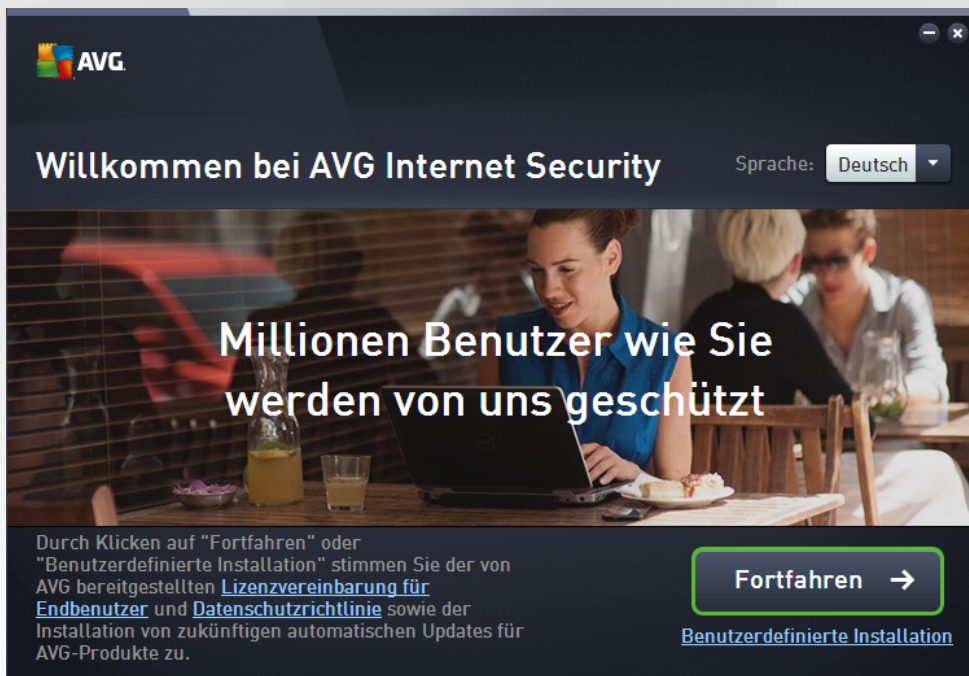 AVG.
Willkommen bei AVG Internet Security
Sprache: Deutsch
Millionen Benutzer wie Sie
werden von uns geschützt
Durch Klicken auf "Fortfahren" oder
"Benutzerdefinierte Installation" stimmen Sie der von
AVG bereitgestellten Lizenzvereinbarung für
Endbenutzer und Datenschutzrichtlinie sowie der
Installation von zukünftigen automatischen Updates für
AVG-Produkte zu.
Fortfahren →
Benutzerdefinierte Installation